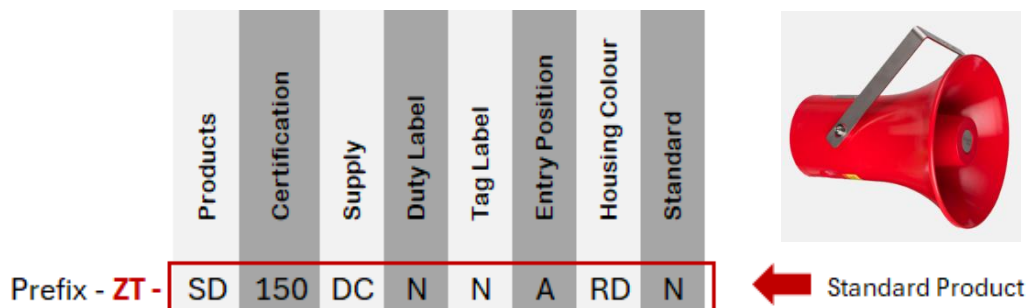 Products
Certification
Supply
Duty Label
Tag Label
Entry Position
Housing Colour
Standard
Prefix - ZT - SD 150 DC N N A RD N
Standard Product